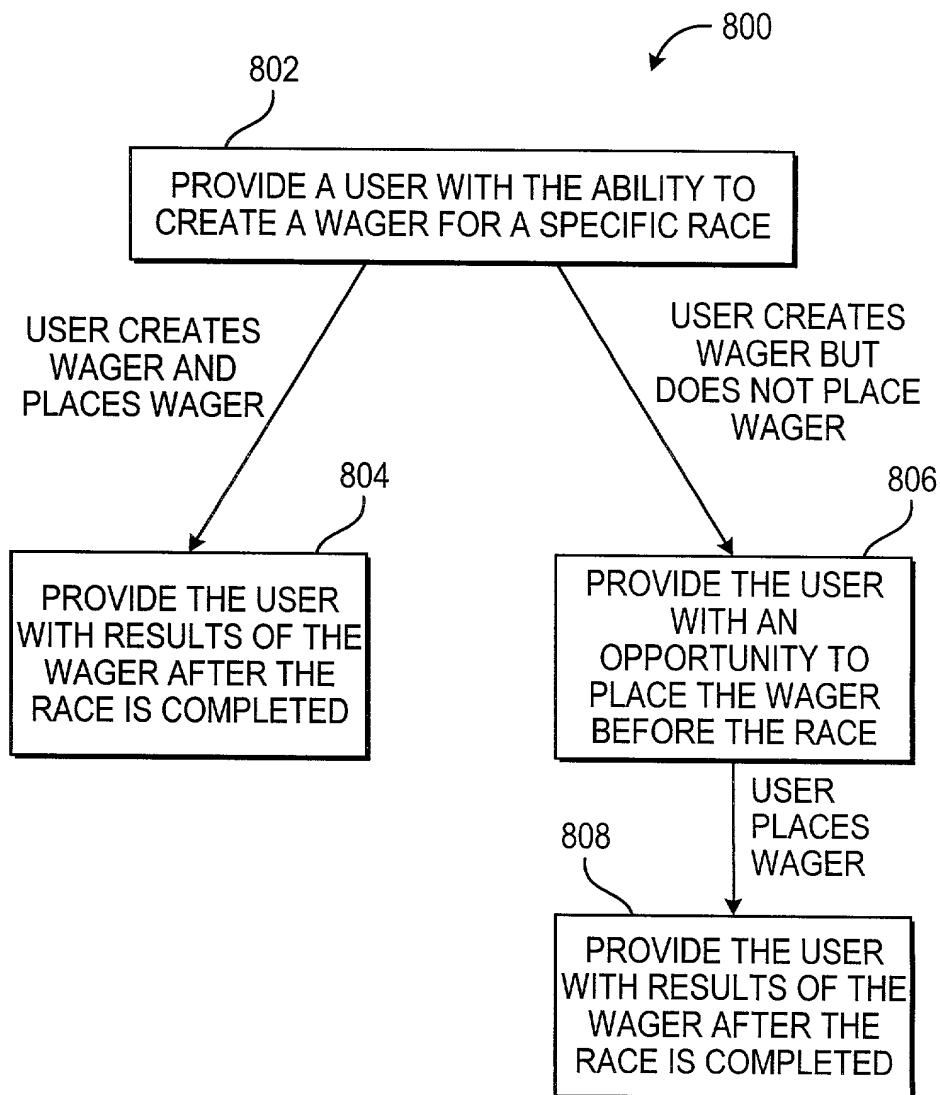 800
802
PROVIDE A USER WITH THE ABILITY TO
CREATE A WAGER FOR A SPECIFIC RACE
USER CREATES
WAGER AND
PLACES WAGER
USER CREATES
WAGER BUT
DOES NOT PLACE
WAGER
804
PROVIDE THE USER
WITH RESULTS OF THE
WAGER AFTER THE
RACE IS COMPLETED
806
PROVIDE THE USER
WITH AN
OPPORTUNITY TO
PLACE THE WAGER
BEFORE THE RACE
USER
PLACES
WAGER
808
PROVIDE THE USER
WITH RESULTS OF THE
WAGER AFTER THE
RACE IS COMPLETED